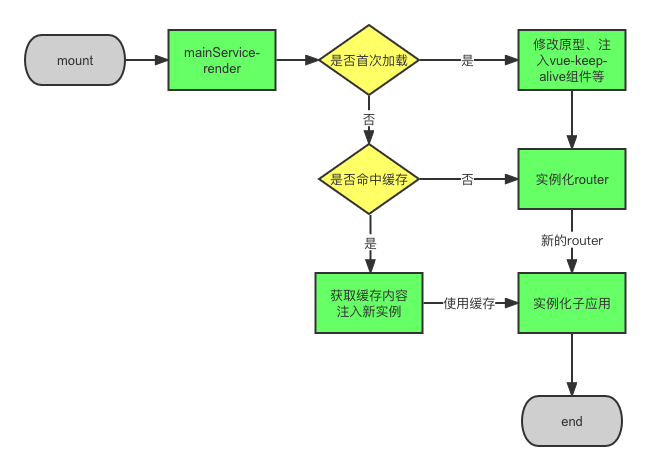 mount
mainService-
render
是否首次加载
是
修改原型、注
入vue-keep-
alive组件等
否
是否命中缓存
否
实例化router
是
新的router
获取缓存内容
注入新实例
使用缓存
实例化子应用
end